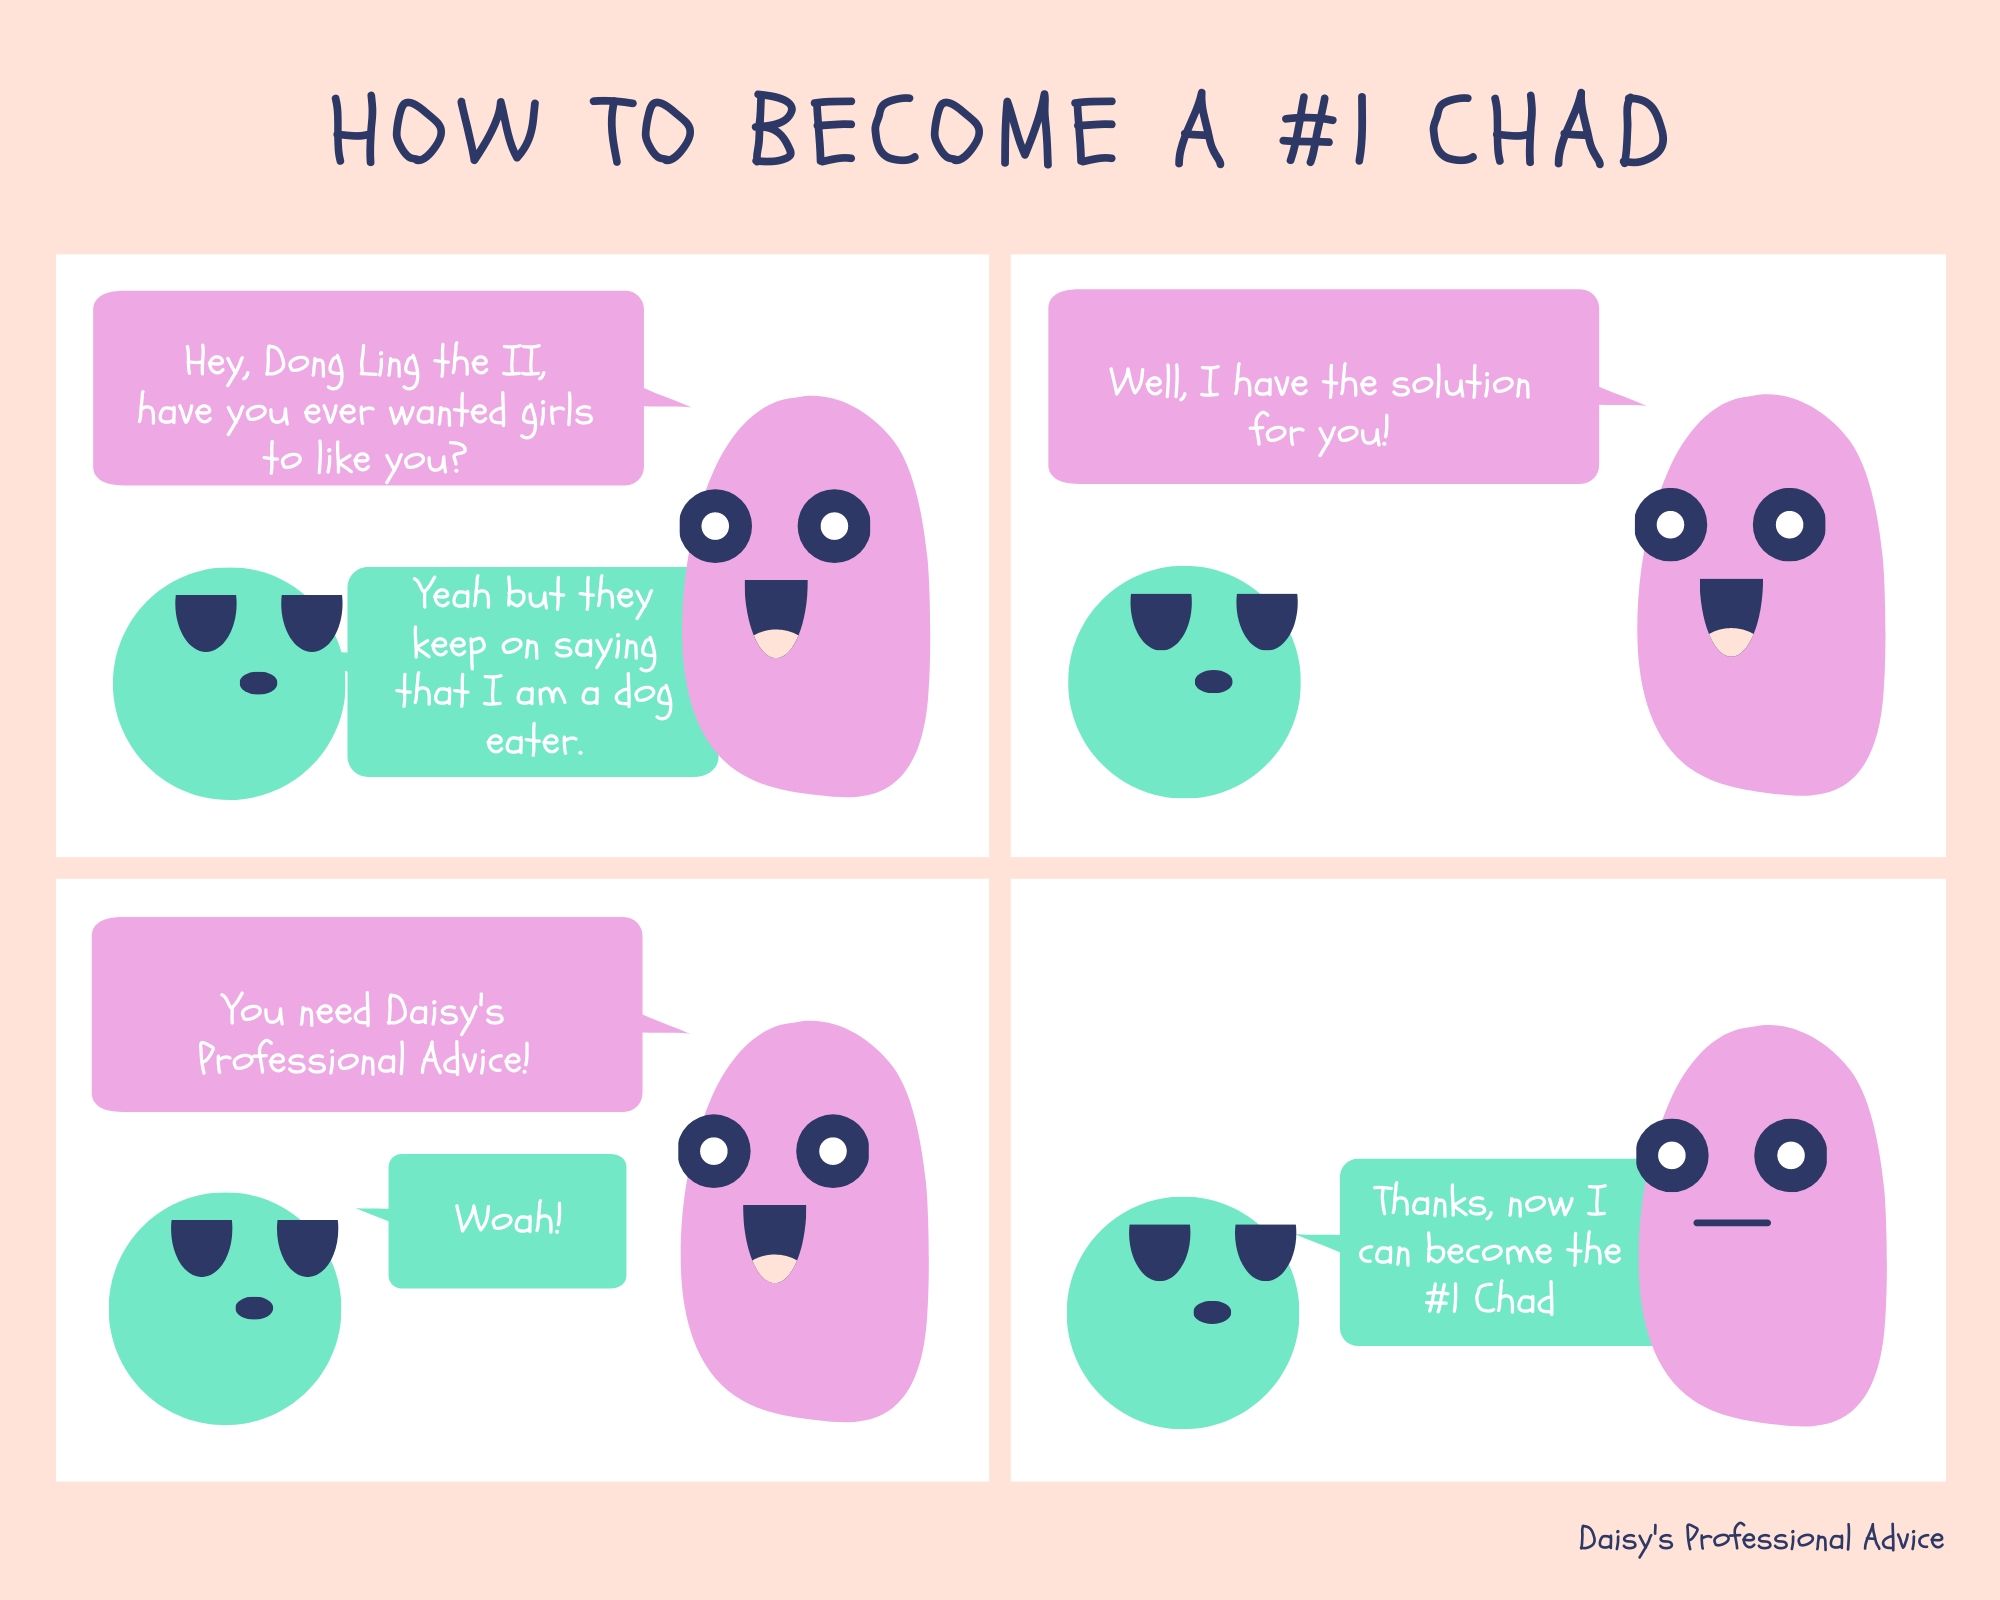 HOW TO BECOME A #1 CHAD
Hey, Dong Ling the II,
have you ever wanted girls
to like you?
Yeah but they
keep on saying
that I am a dog
eater.
Well, I have the solution
for you!
You need Daisy's
Professional Advice!
Woah!
Thanks, now I
can become the
#1 Chad
Daisy's Professional Advice